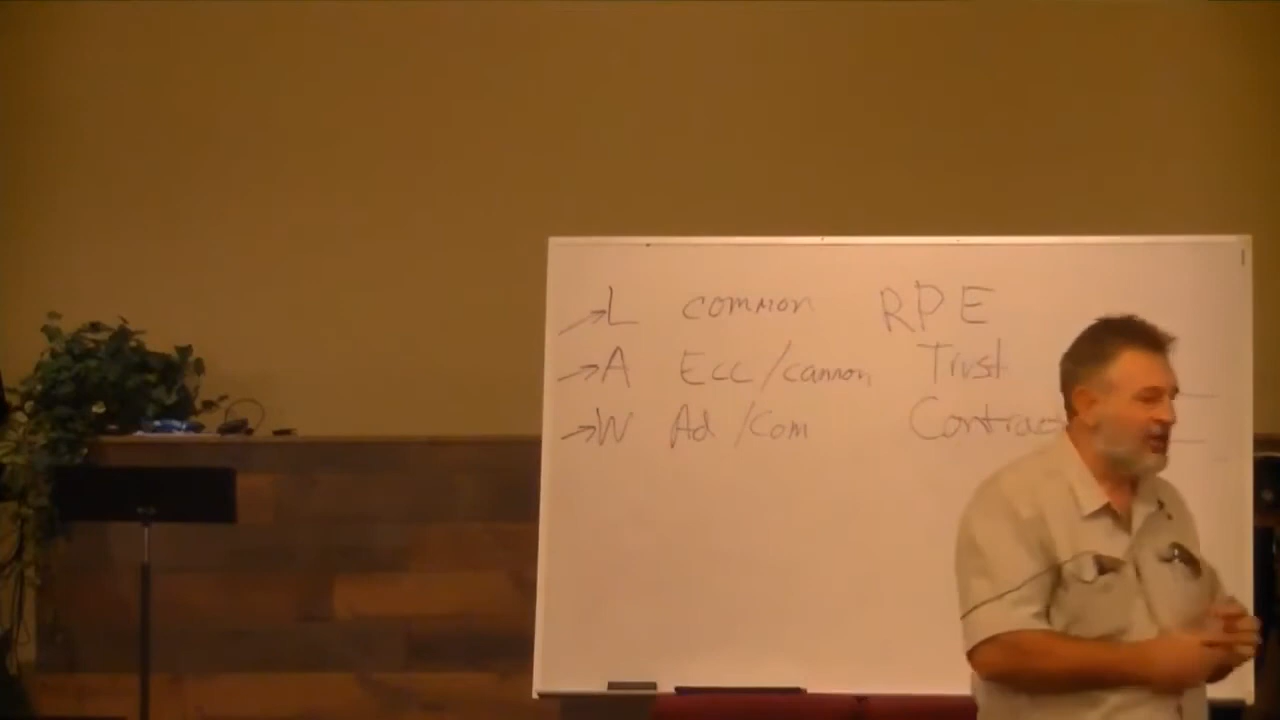 →L common RPE
→A Ecc/cannon Trust
→W Ad/Com Contrac